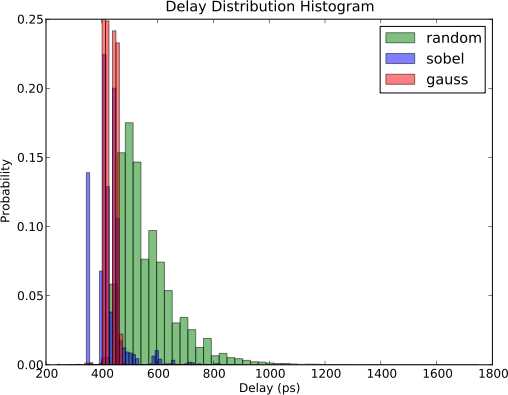 Delay Distribution Histogram
random
sobel
gauss
Probability
0.25
0.20
0.15
0.10
0.05
0.00
200 400 600 800 1000 1200 1400 1600 1800
Delay (ps)